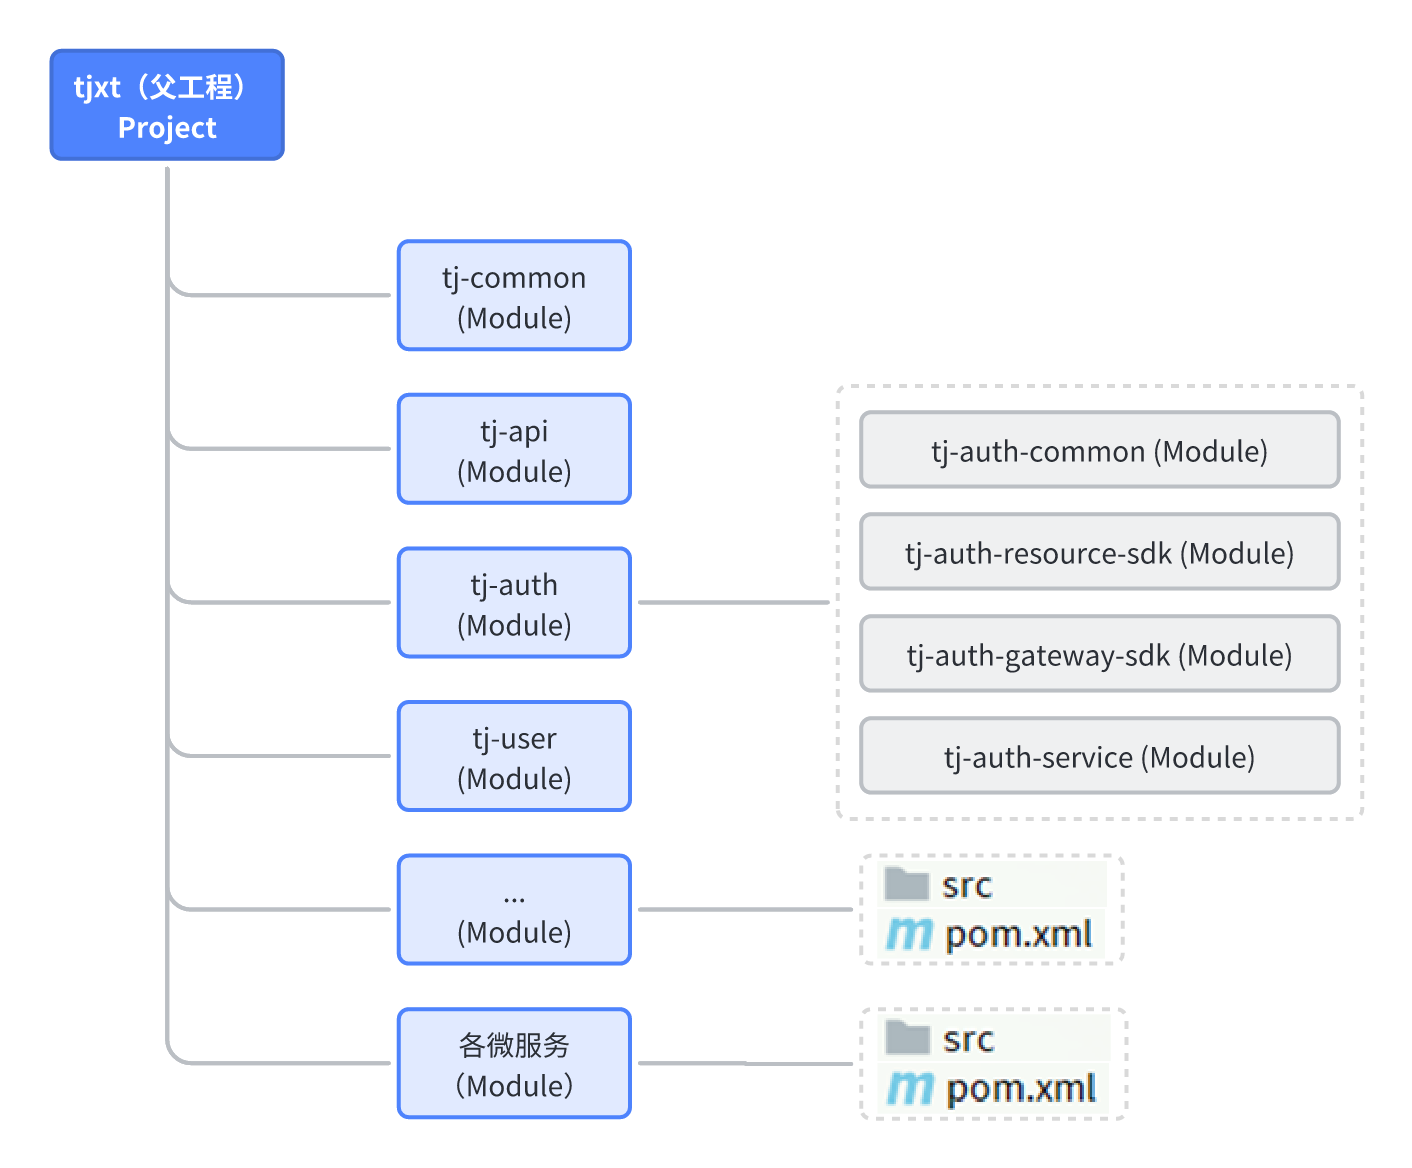 tjxt（父工程）
Project
tj-common
(Module)
tj-api
(Module)
tj-auth
(Module)
tj-auth-common (Module)
tj-auth-resource-sdk (Module)
tj-auth-gateway-sdk (Module)
tj-auth-service (Module)
tj-user
(Module)
...
(Module)
src
m pom.xml
各微服务
（Module）
src
m pom.xml